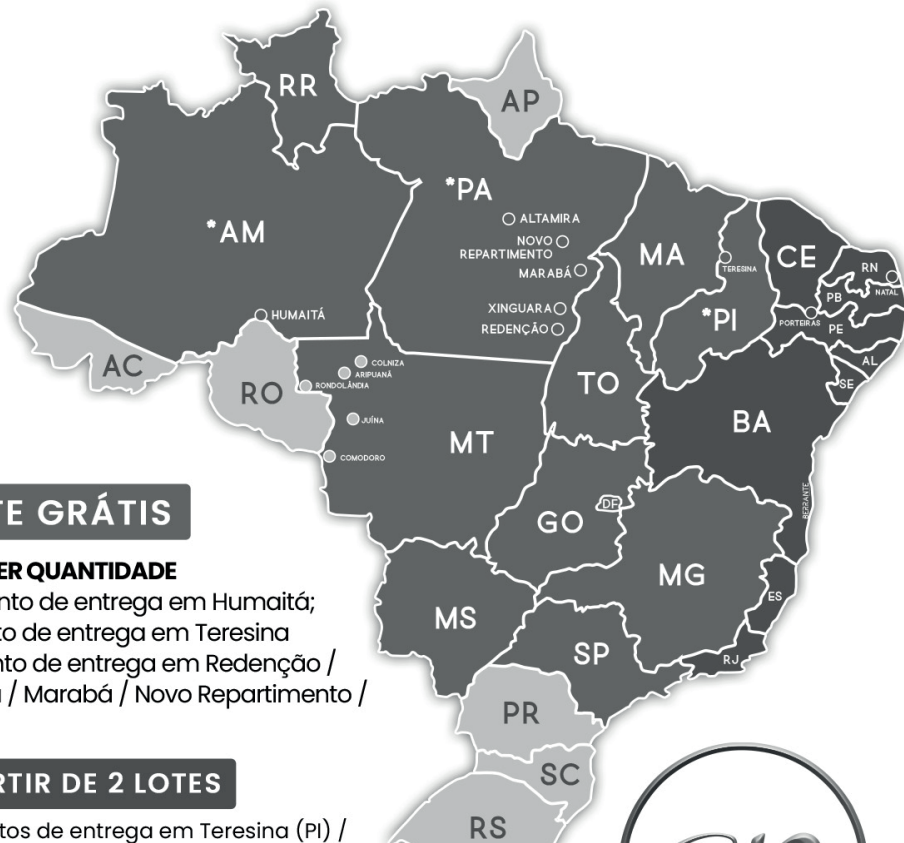 RR
AP
*PA
*AM
ALTAMIRA
NOVO
REPARTIMENTO
MARABÁ
MA
TERESINA
CE
RN
NATAL
PB
*PI
PORTEIRAS
PE
XINGUARA
REDENÇÃO
HUMAITÁ
AC
RO
COLNIZA
ARIPUANÃ
RONDOLÂNDIA
JUÍNA
COMODORO
MT
TO
AL
SE
BA
BERRANTE
GO
DF
MG
ES
MS
SP
RJ
PR
SC
RS
TE GRÁTIS
ER QUANTIDADE
nto de entrega em Humaitá;
to de entrega em Teresina
nto de entrega em Redenção /
a / Marabá / Novo Repartimento /
RTIR DE 2 LOTES
tos de entrega em Teresina (PI) /